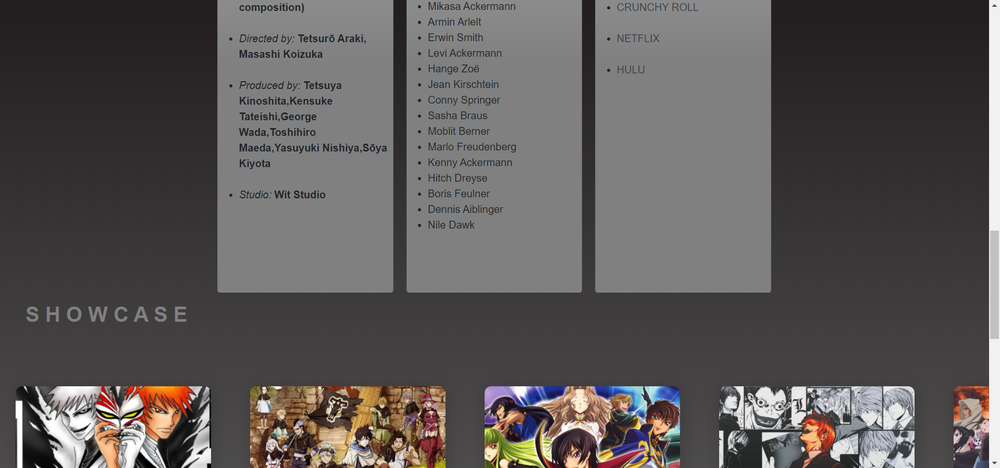 composition)
Directed by: Tetsurō Araki,
Masashi Koizuka
Produced by: Tetsuya
Kinoshita,Kensuke
Tateishi,George
Wada,Toshihiro
Maeda,Yasuyuki Nishiya,Sōya
Kiyota
Studio: Wit Studio
Mikasa Ackermann
Armin Arlelt
Erwin Smith
Levi Ackermann
Hange Zoë
Jean Kirschtein
Conny Springer
Sasha Braus
Moblit Berner
Marlo Freudenberg
Kenny Ackermann
Hitch Dreyse
Boris Feulner
Dennis Aiblinger
Nile Dawk
CRUNCHY ROLL
NETFLIX
HULU
SHOWCASE